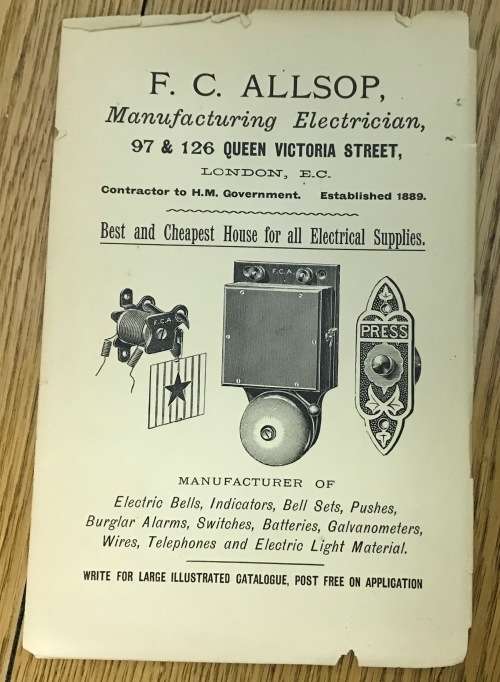 F. C. ALLSOP,
Manufacturing Electrician,
97 & 126 QUEEN VICTORIA STREET,
LONDON, E.C.
Contractor to H.M. Government. Established 1889.
Best and Cheapest House for all Electrical Supplies.
F.C.A.
F.C.A.
PRESS
MANUFACTURER OF
Electric Bells, Indicators, Bell Sets, Pushes,
Burglar Alarms, Switches, Batteries, Galvanometers,
Wires, Telephones and Electric Light Material.
WRITE FOR LARGE ILLUSTRATED CATALOGUE, POST FREE ON APPLICATION